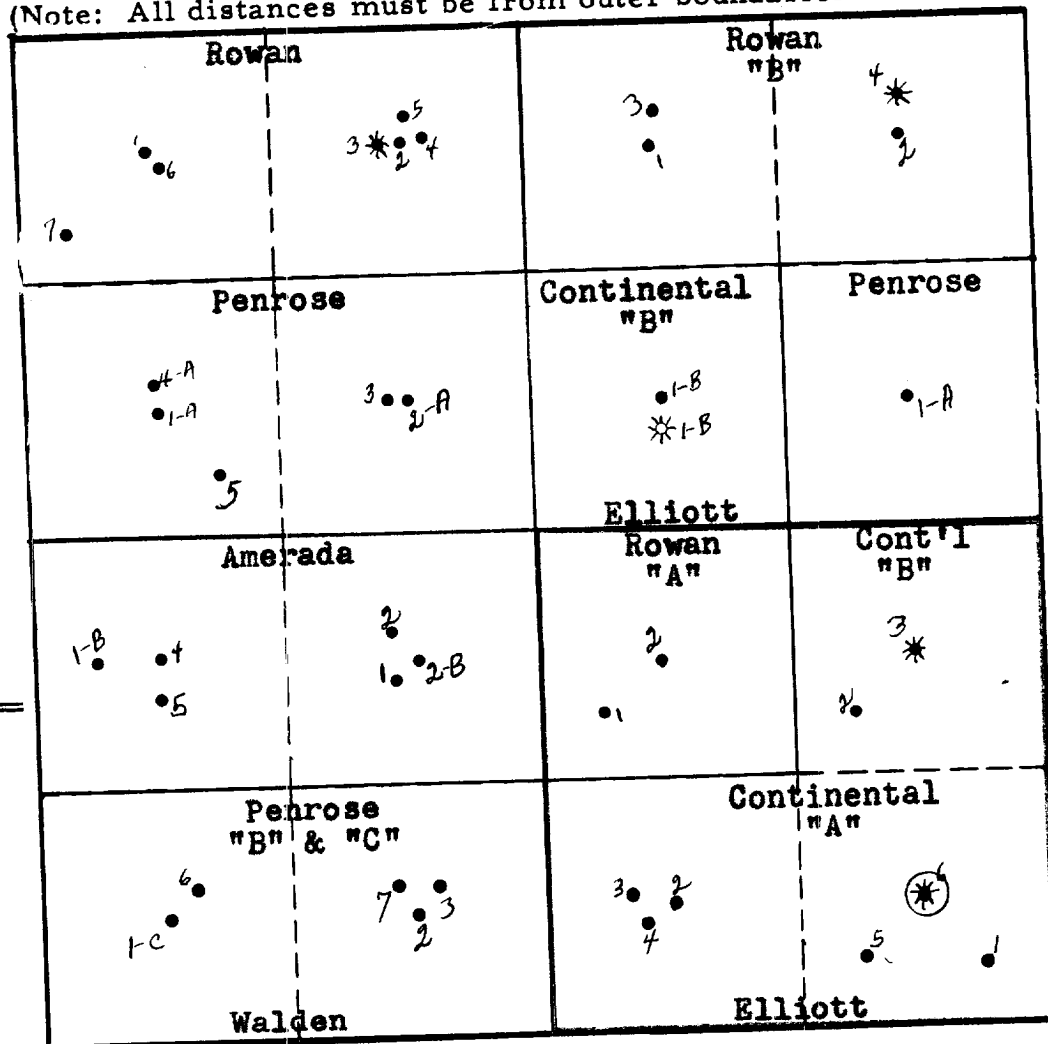 (Note: All distances must be from outer boundaries
Rowan
1
6
7
5
3
2
4
Rowan
"B"
3
1
4
2
Penrose
4-A
1-A
5
3
2-A
Continental
"B"
1-B
1-B
Elliott
Penrose
1-A
Amerada
1-B
4
5
2
1
2-B
Rowan
"A"
2
1
Cont'l
"B"
3
2
Penrose
"B" & "C"
6
1-C
7
3
2
Walden
Continental
"A"
3
2
4
6
5
1
Elliott